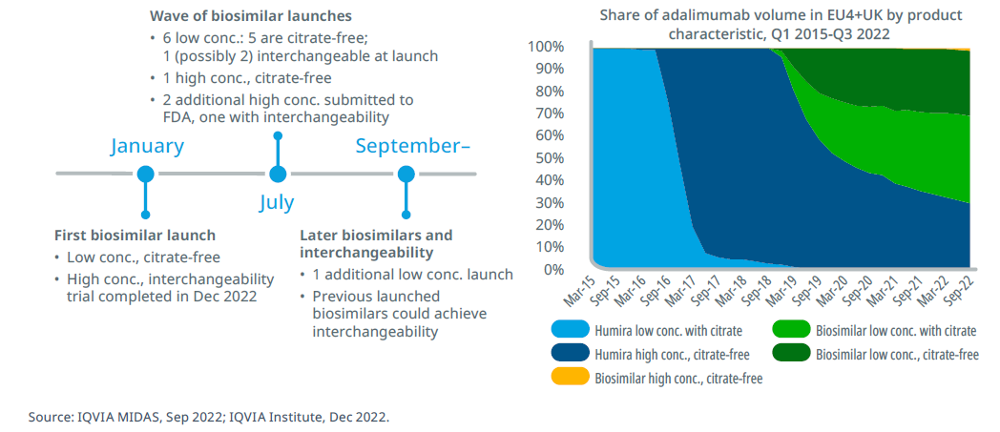 Wave of biosimilar launches
• 6 low conc.: 5 are citrate-free;
1 (possibly 2) interchangeable at launch
• 1 high conc., citrate-free
• 2 additional high conc. submitted to
FDA, one with interchangeability
January
September–
July
First biosimilar launch
• Low conc., citrate-free
• High conc., interchangeability
trial completed in Dec 2022
Later biosimilars and
interchangeability
• 1 additional low conc. launch
• Previous launched
biosimilars could achieve
interchangeability
Share of adalimumab volume in EU4+UK by product
characteristic, Q1 2015-Q3 2022
100%
90%
80%
70%
60%
50%
40%
30%
20%
10%
0%
Mar-15
Sep-15
Mar-16
Sep-16
Mar-17
Sep-17
Mar-18
Sep-18
Mar-19
Sep-19
Mar-20
Sep-20
Mar-21
Sep-21
Mar-22
Sep-22
Humira low conc. with citrate
Biosimilar low conc. with citrate
Humira high conc., citrate-free
Biosimilar low conc., citrate-free
Biosimilar high conc., citrate-free
Source: IQVIA MIDAS, Sep 2022; IQVIA Institute, Dec 2022.